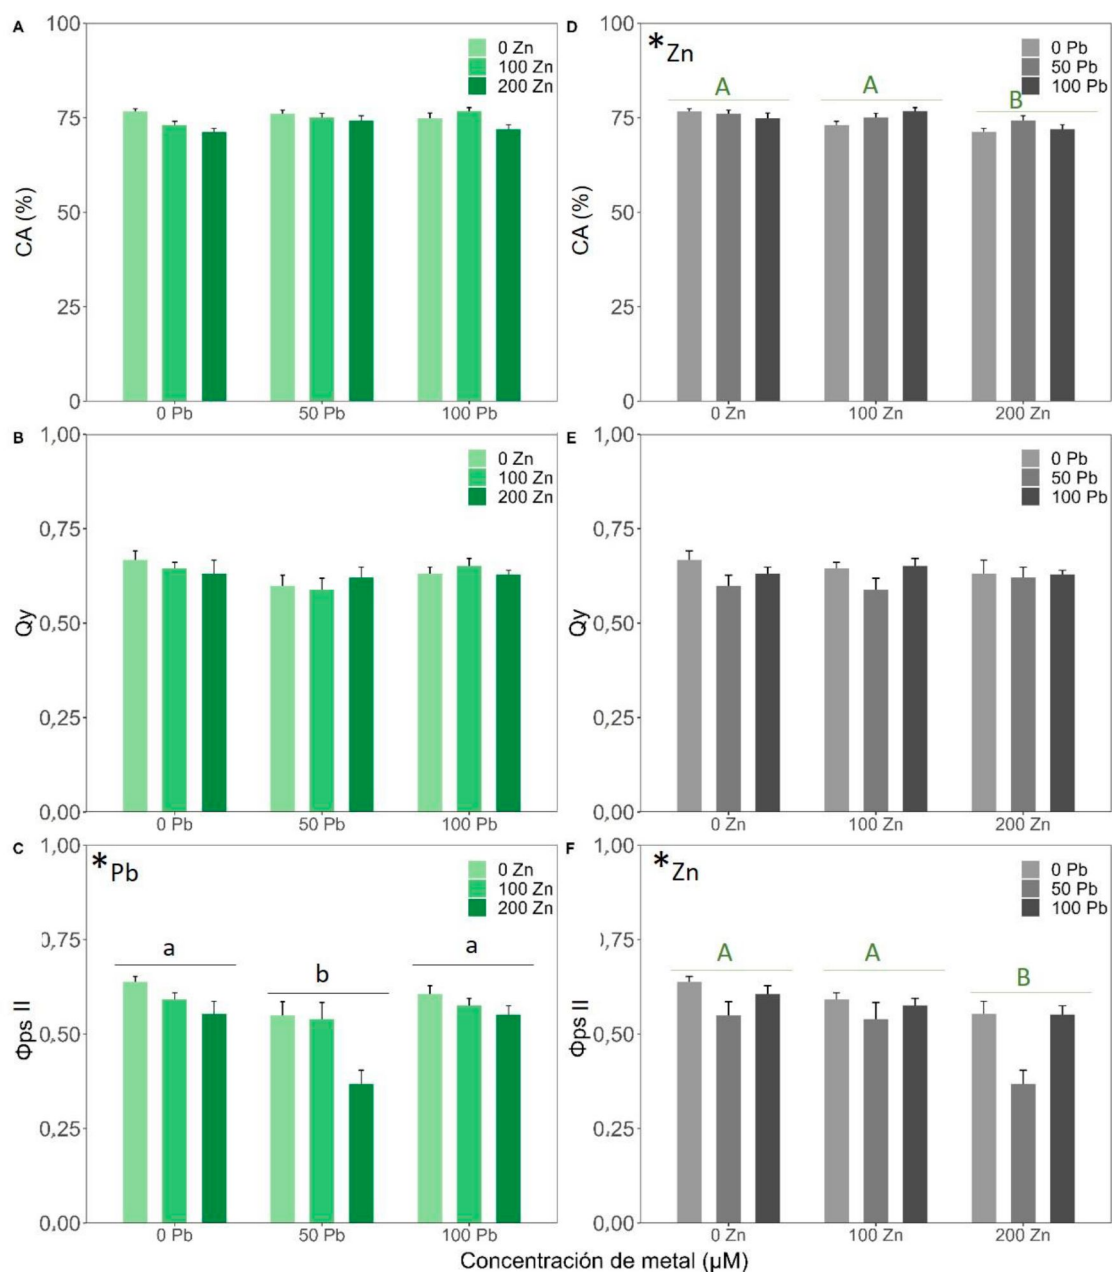 A
100
75
50
25
0
CA (%)
0 Zn
100 Zn
200 Zn
0 Pb
50 Pb
100 Pb
D
*Zn
100
75
50
25
0
CA (%)
0 Pb
50 Pb
100 Pb
A
A
B
0 Zn
100 Zn
200 Zn
B
1,00
0,75
0,50
0,25
0,00
Qy
0 Zn
100 Zn
200 Zn
0 Pb
50 Pb
100 Pb
E
1,00
0,75
0,50
0,25
0,00
Qy
0 Pb
50 Pb
100 Pb
0 Zn
100 Zn
200 Zn
C
*Pb
1,00
0,75
0,50
0,25
0,00
Φps II
0 Zn
100 Zn
200 Zn
a
b
a
0 Pb
50 Pb
100 Pb
F
*Zn
1,00
0,75
0,50
0,25
0,00
Φps II
0 Pb
50 Pb
100 Pb
A
A
B
0 Zn
100 Zn
200 Zn
Concentración de metal (µM)